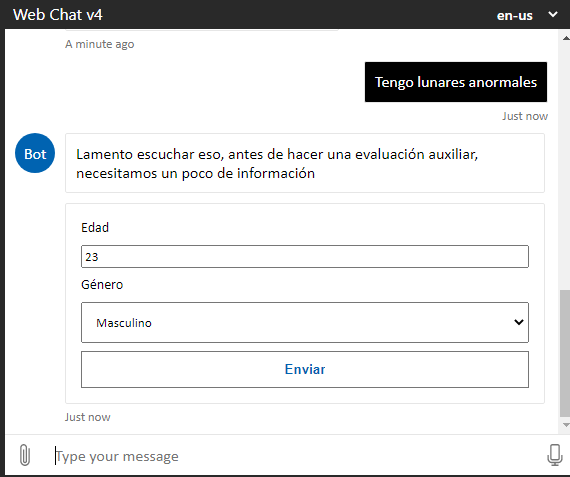 Web Chat v4
en-us
A minute ago
Tengo lunares anormales
Just now
Bot
Lamento escuchar eso, antes de hacer una evaluación auxiliar,
necesitamos un poco de información
Edad
23
Género
Masculino
Enviar
Just now
Type your message